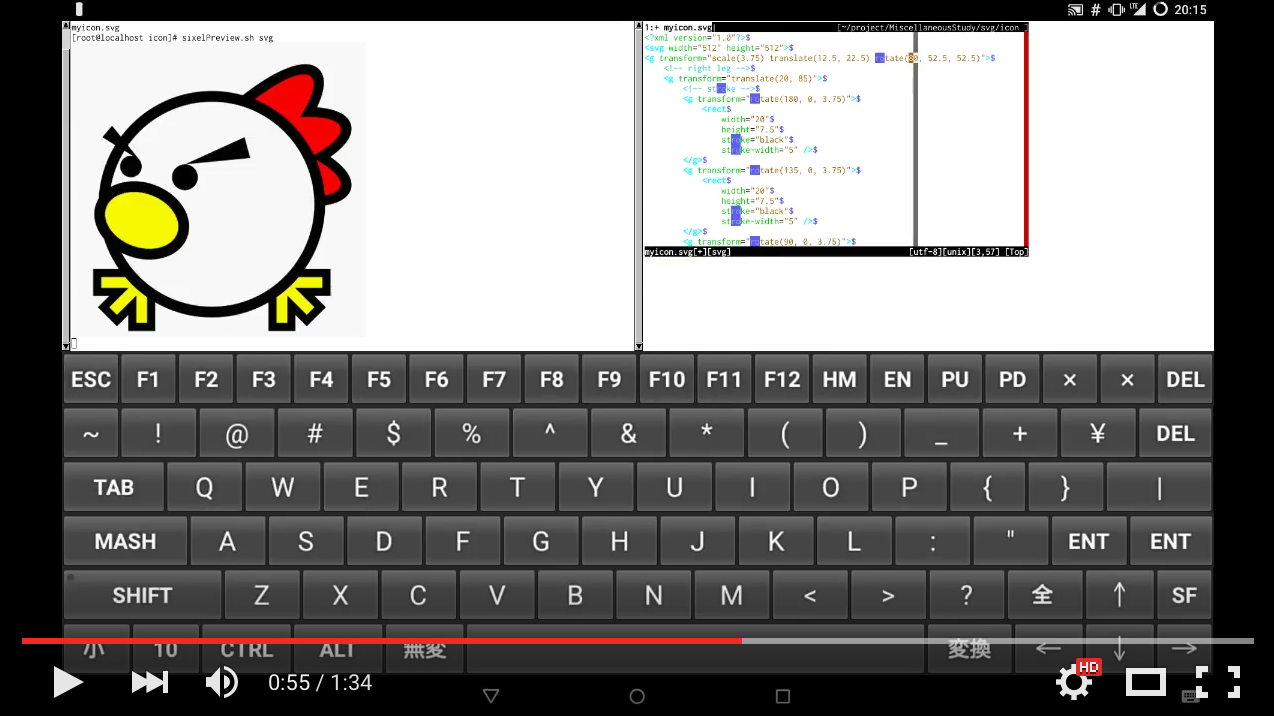 20:15
myicon.svg
[root@localhost icon]# sixelPreview.sh svg
1:+ myicon.svg [~/project/MiscellaneousStudy/svg/icon ]
<?xml version="1.0"?>$
<svg width="512" height="512">$
<g transform="scale(3.75) translate(12.5, 22.5) rotate(80, 52.5, 52.5)">$
<!-- right leg -->$
<g transform="translate(20, 85)">$
<!-- stroke -->$
<g transform="rotate(180, 0, 3.75)">$
<rect$
width="20"$
height="7.5"$
stroke="black"$
stroke-width="5" />$
</g>$
<g transform="rotate(135, 0, 3.75)">$
<rect$
width="20"$
height="7.5"$
stroke="black"$
stroke-width="5" />$
</g>$
<g transform="rotate(90, 0, 3.75)">$
myicon.svg[+][svg] [utf-8][unix][3,57] [Top]
ESC F1 F2 F3 F4 F5 F6 F7 F8 F9 F10 F11 F12 HM EN PU PD × × DEL
~ ! @ # $ % ^ & * ( ) _ + ¥ DEL
TAB Q W E R T Y U I O P { } |
MASH A S D F G H J K L : " ENT ENT
SHIFT Z X C V B N M < > ? 全 ↑ SF
小 10 CTRL ALT 無変 変換 ← ↓ →
0:55 / 1:34 HD